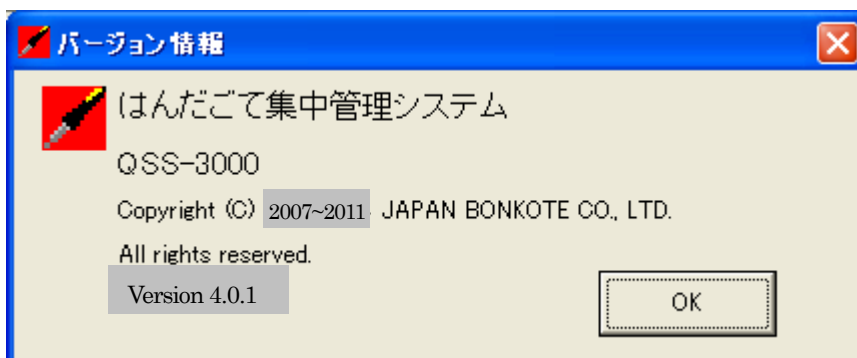 バージョン情報
はんだごて集中管理システム
QSS-3000
Copyright (C) 2007~2011 JAPAN BONKOTE CO., LTD.
All rights reserved.
Version 4.0.1
OK